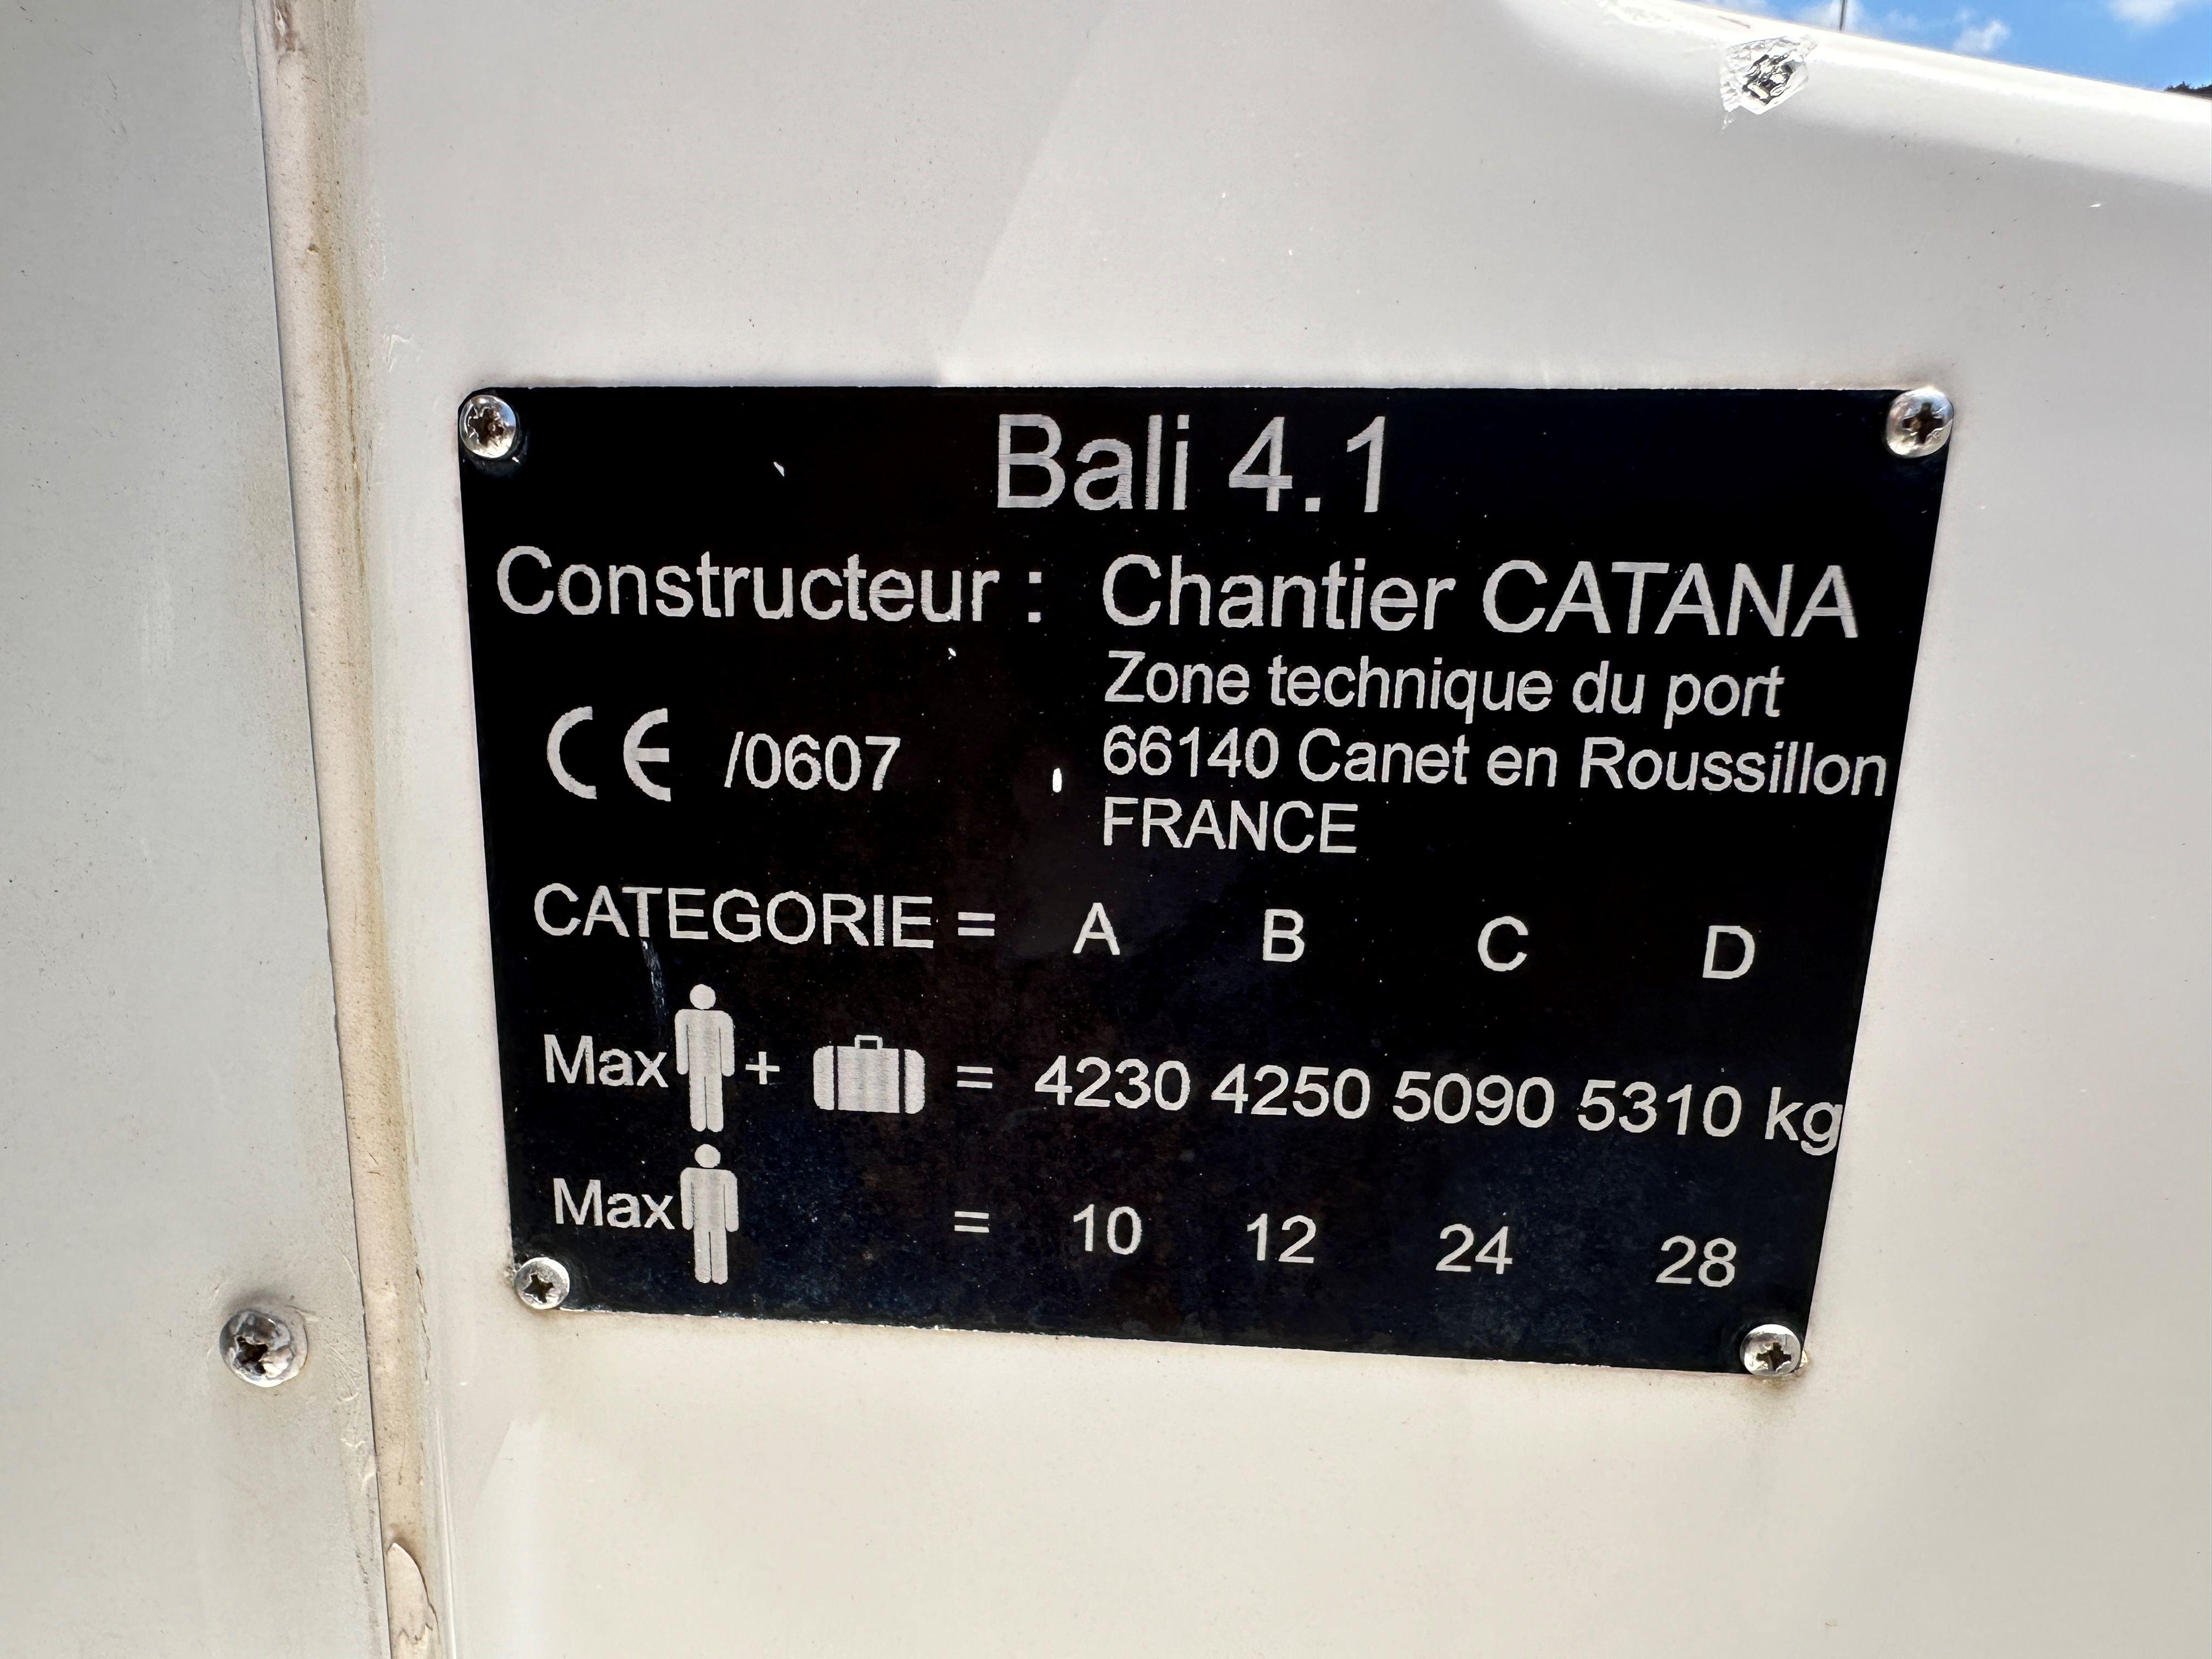 Bali 4.1
Constructeur : Chantier CATANA
Zone technique du port
CE /0607 66140 Canet en Roussillon
FRANCE
CATEGORIE = A B C D
Max + = 4230 4250 5090 5310 kg
Max = 10 12 24 28